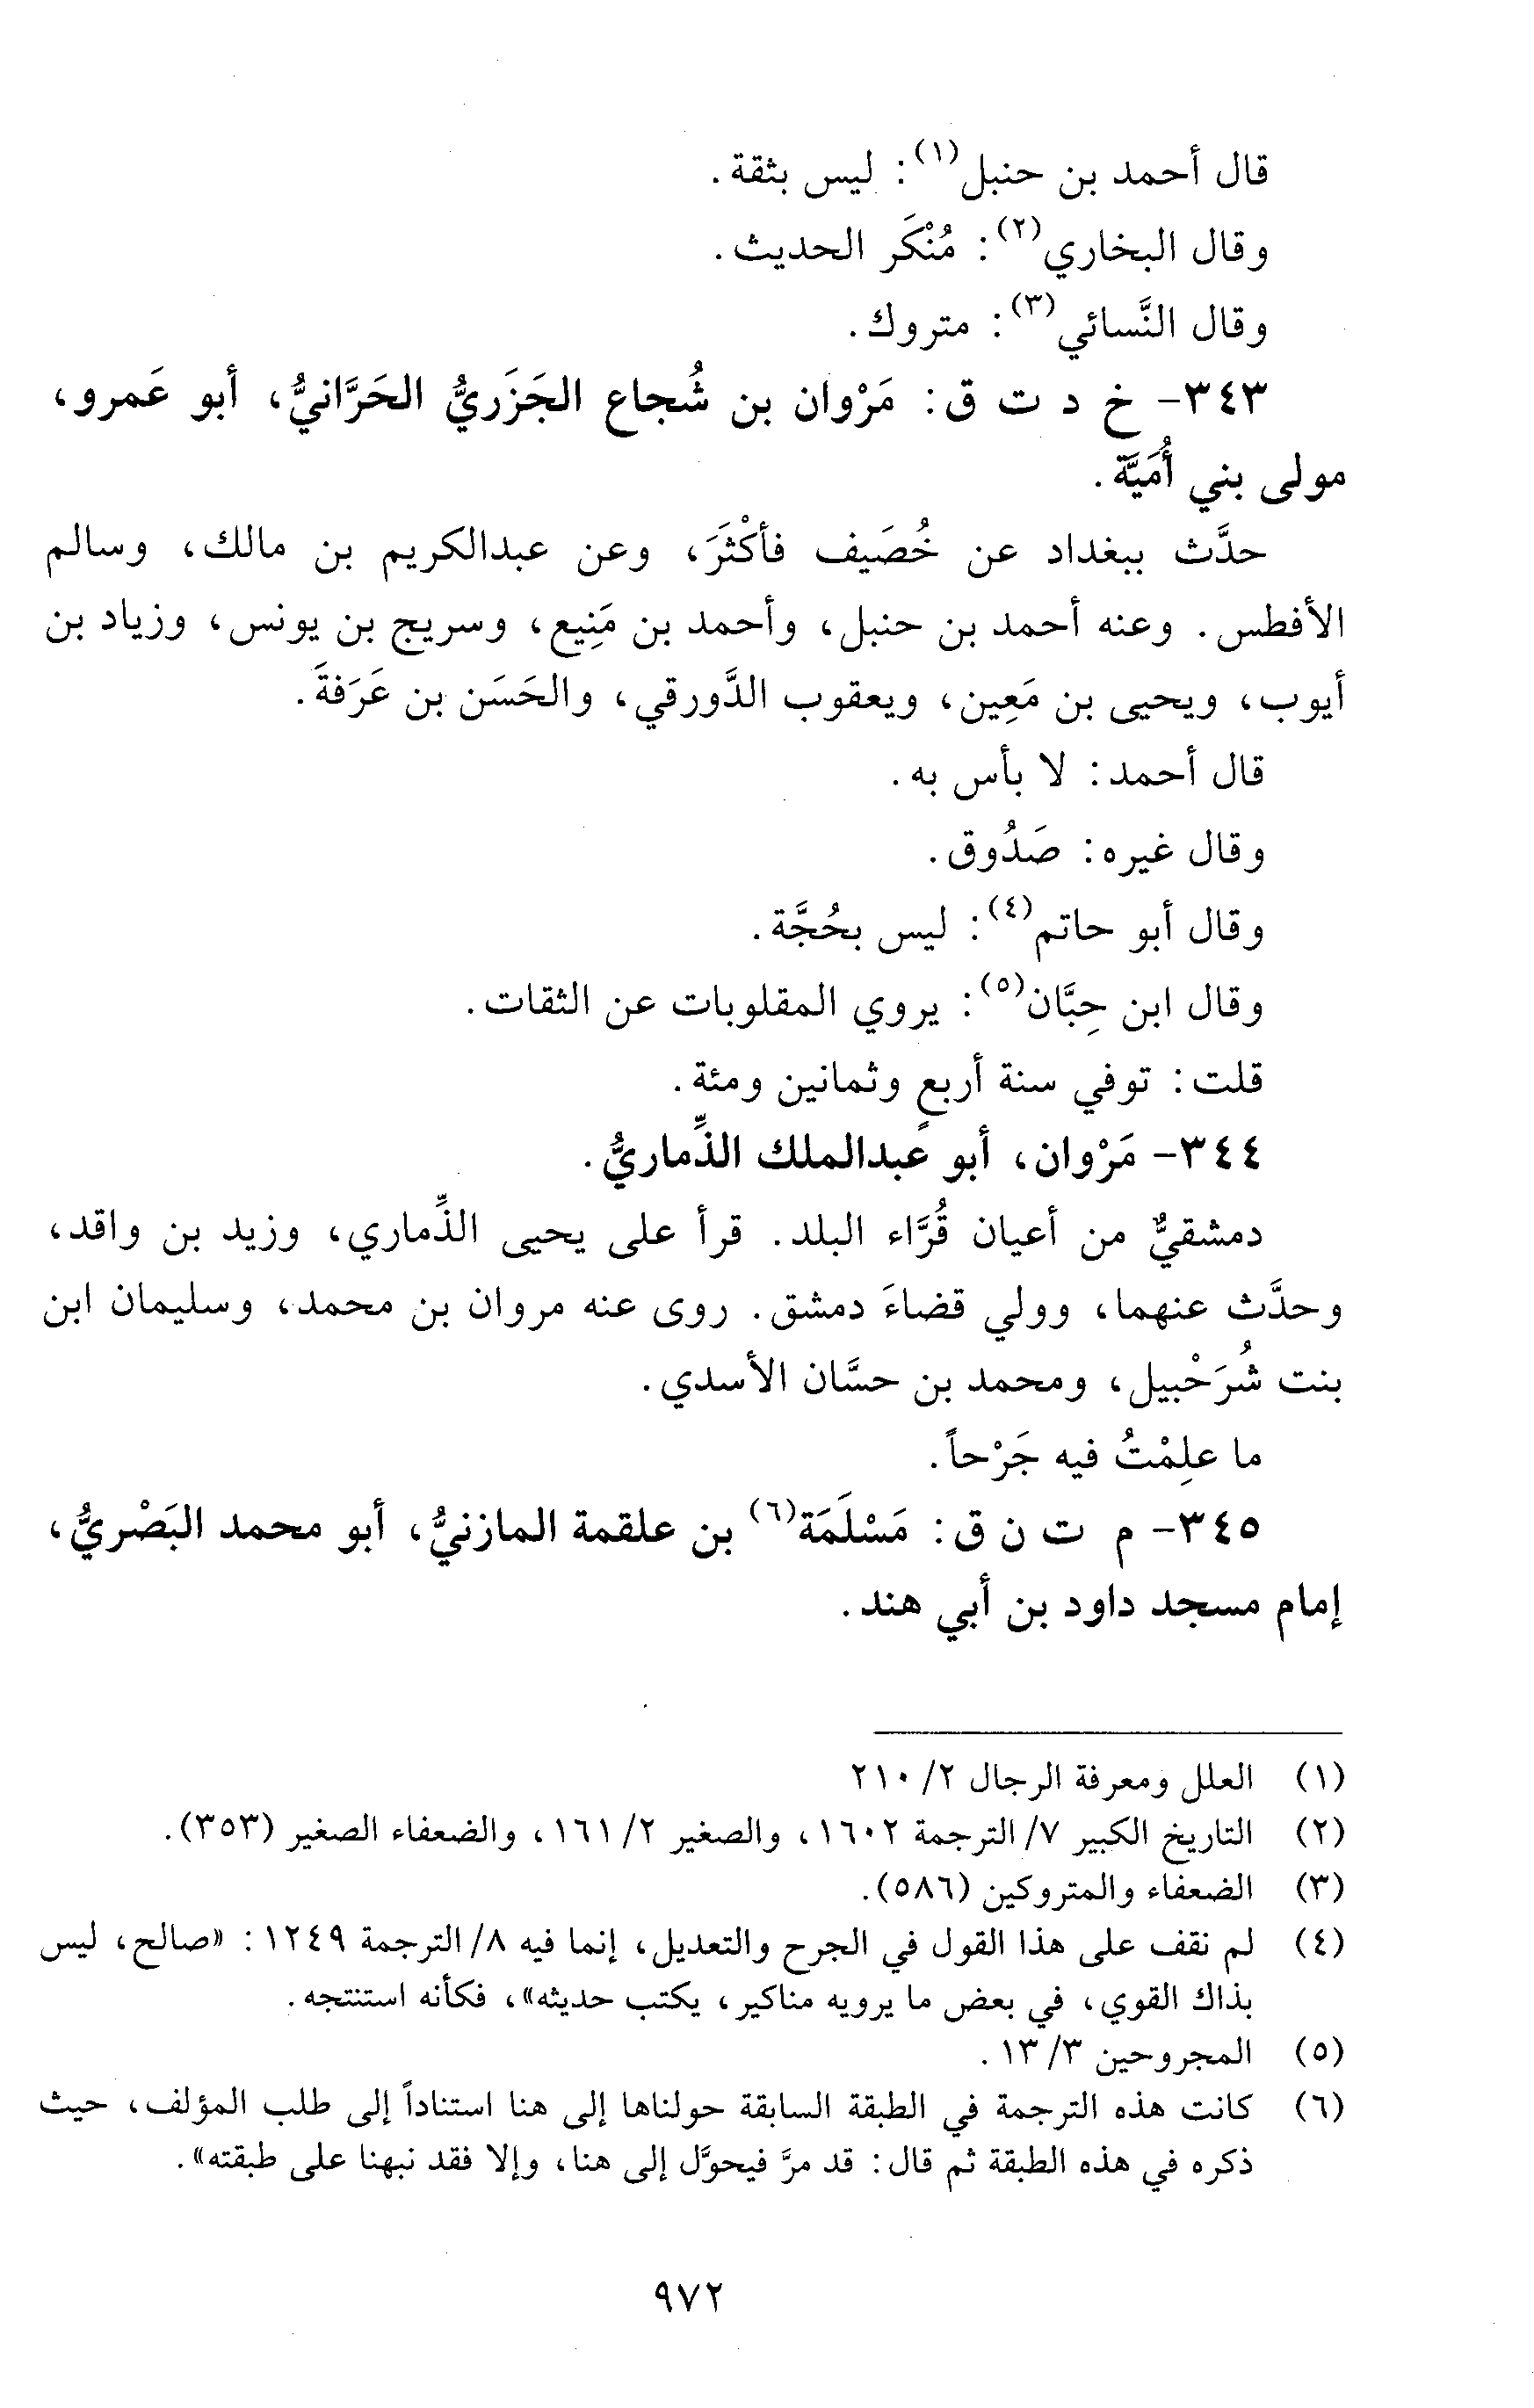 قال أحمد بن حنبل(١): ليس بثقة.
وقال البخاري(٢): مُنْكَر الحديث.
وقال النَّسائي(٣): متروك.
٣٤٣- خ د ت ق: مَرْوان بن شُجاع الجَزَريُّ الحَرَّانيُّ، أبو عَمرو،
مولى بني أُمَيَّة.
حدَّث ببغداد عن خُصَيف فأَكْثَرَ، وعن عبدالكريم بن مالك، وسالم
الأفطس. وعنه أحمد بن حنبل، وأحمد بن مَنِيع، وسريج بن يونس، وزياد بن
أيوب، ويحيى بن مَعِين، ويعقوب الدَّورقي، والحَسَن بن عَرَفةَ.
قال أحمد: لا بأس به.
وقال غيره: صَدُوق.
وقال أبو حاتم(٤): ليس بحُجَّة.
وقال ابن حِبَّان(٥): يروي المقلوبات عن الثقات.
قلت: توفي سنة أربعٍ وثمانين ومئة.
٣٤٤- مَرْوان، أبو عبدالملك الذِّماريُّ.
دمشقيٌّ من أعيان قُرَّاء البلد. قرأ على يحيى الذِّماري، وزيد بن واقد،
وحدَّث عنهما، وولي قضاءَ دمشق. روى عنه مروان بن محمد، وسليمان ابن
بنت شُرَحْبيل، ومحمد بن حسَّان الأسدي.
ما علِمْتُ فيه جَرْحاً.
٣٤٥- م ت ن ق: مَسْلَمَة(٦) بن علقمة المازنيُّ، أبو محمد البَصْريُّ،
إمام مسجد داود بن أبي هند.
(١) العلل ومعرفة الرجال ٢/ ٢١٠
(٢) التاريخ الكبير ٧/ الترجمة ١٦٠٢، والصغير ٢/ ١٦١، والضعفاء الصغير (٣٥٣).
(٣) الضعفاء والمتروكين (٥٨٦).
(٤) لم نقف على هذا القول في الجرح والتعديل، إنما فيه ٨/ الترجمة ١٢٤٩: «صالح، ليس
بذاك القوي، في بعض ما يرويه مناكير، يكتب حديثه»، فكأنه استنتجه.
(٥) المجروحين ٣/ ١٣.
(٦) كانت هذه الترجمة في الطبقة السابقة حولناها إلى هنا استناداً إلى طلب المؤلف، حيث
ذكره في هذه الطبقة ثم قال: قد مرَّ فيحوَّل إلى هنا، وإلا فقد نبهنا على طبقته».
٩٧٢